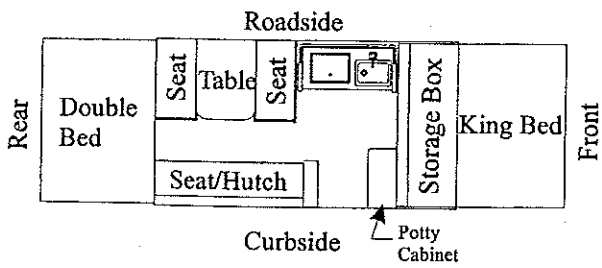 Roadside
Rear
Double
Bed
Seat
Table
Seat
Seat/Hutch
Storage Box
King Bed
Front
Curbside
Potty
Cabinet